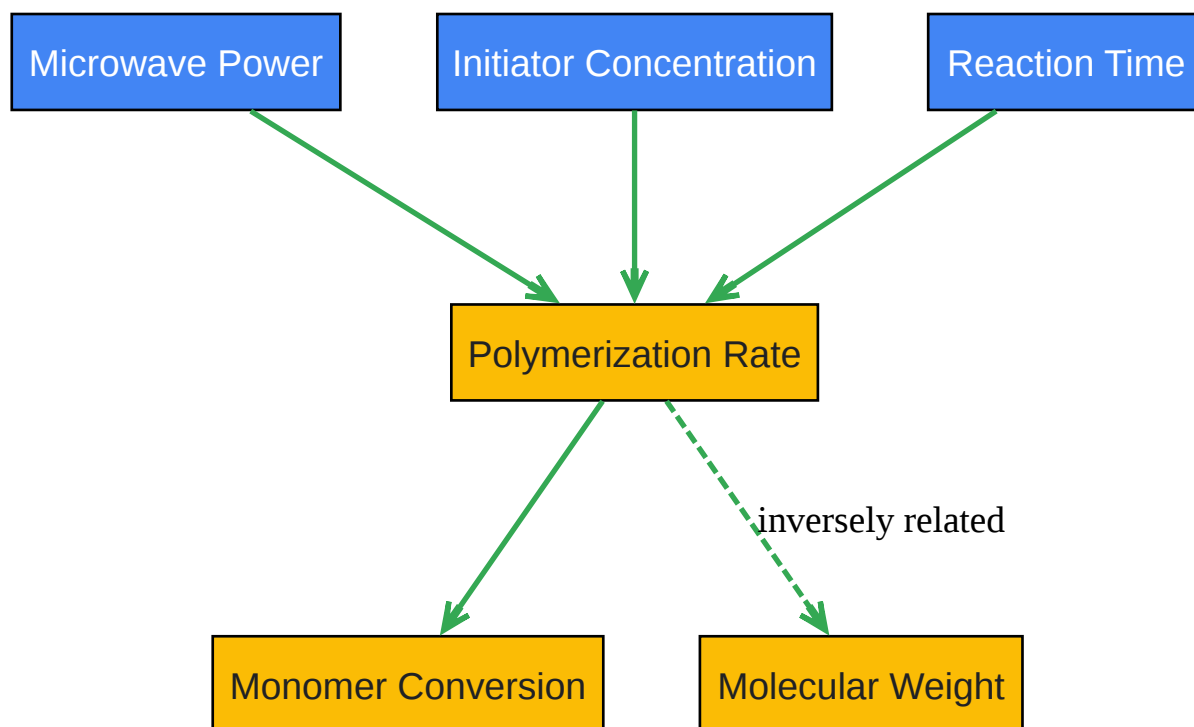 Microwave Power
Initiator Concentration
Reaction Time
Polymerization Rate
inversely related
Monomer Conversion
Molecular Weight